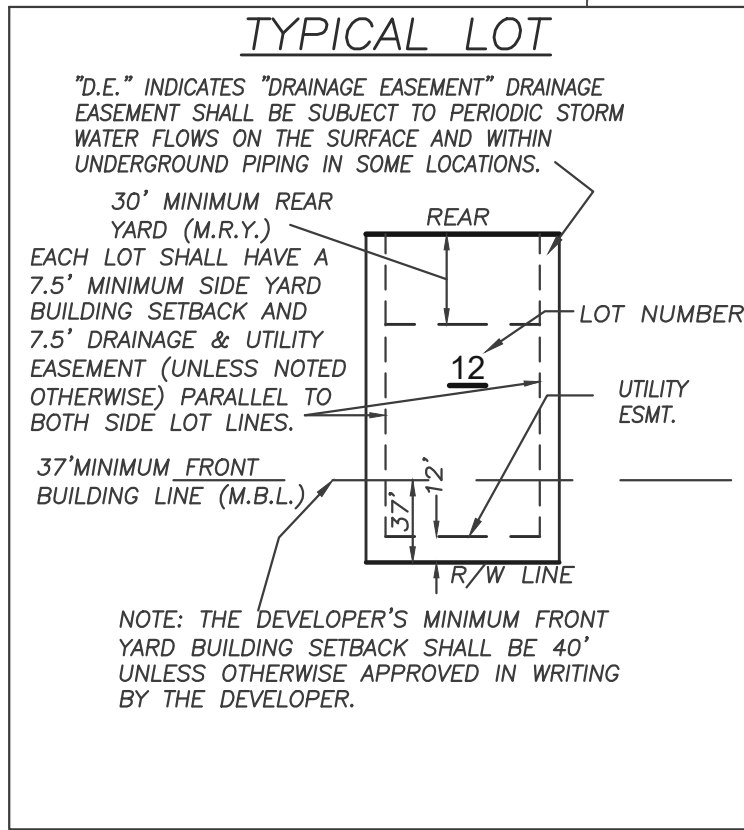 TYPICAL LOT
"D.E." INDICATES "DRAINAGE EASEMENT" DRAINAGE
EASEMENT SHALL BE SUBJECT TO PERIODIC STORM
WATER FLOWS ON THE SURFACE AND WITHIN
UNDERGROUND PIPING IN SOME LOCATIONS.
30' MINIMUM REAR
YARD (M.R.Y.)
REAR
EACH LOT SHALL HAVE A
7.5' MINIMUM SIDE YARD
BUILDING SETBACK AND
7.5' DRAINAGE & UTILITY
EASEMENT (UNLESS NOTED
OTHERWISE) PARALLEL TO
BOTH SIDE LOT LINES.
LOT NUMBER
12
UTILITY
ESMT.
37'MINIMUM FRONT
BUILDING LINE (M.B.L.)
37'
12'
R/W LINE
NOTE: THE DEVELOPER'S MINIMUM FRONT
YARD BUILDING SETBACK SHALL BE 40'
UNLESS OTHERWISE APPROVED IN WRITING
BY THE DEVELOPER.